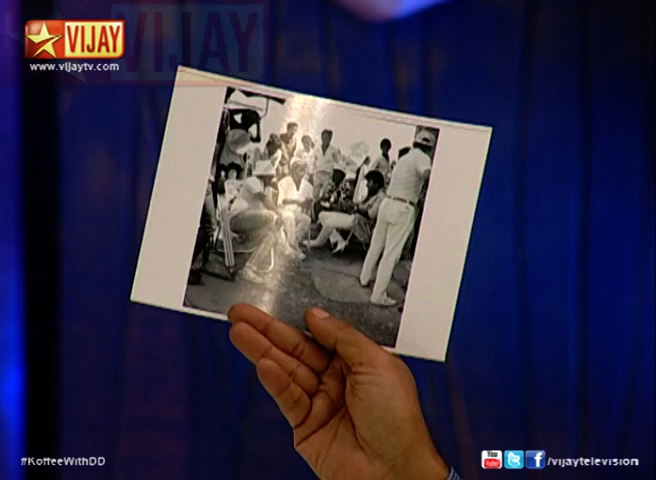 VIJAY
VIJAY
www.vijaytv.com
#KoffeeWithDD
You
Tube
/vijaytelevision